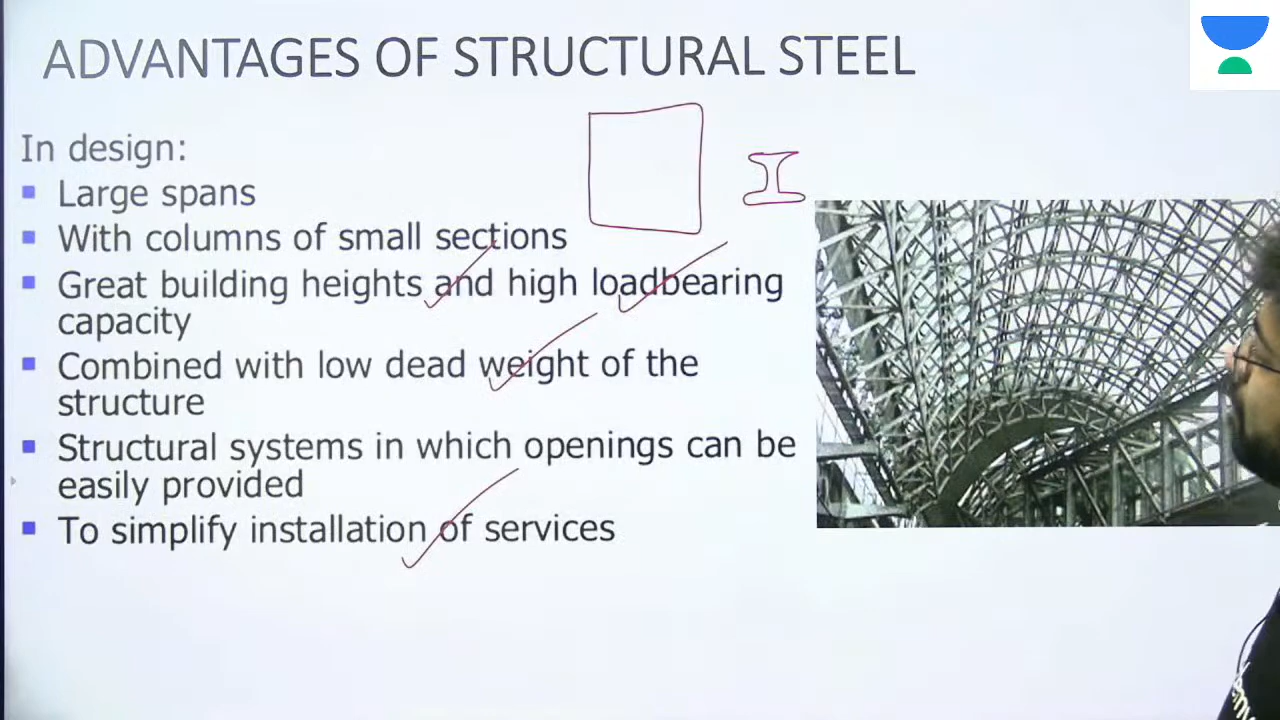 ADVANTAGES OF STRUCTURAL STEEL
In design:
Large spans
With columns of small sections
Great building heights and high loadbearing
capacity
Combined with low dead weight of the
structure
Structural systems in which openings can be
easily provided
To simplify installation of services